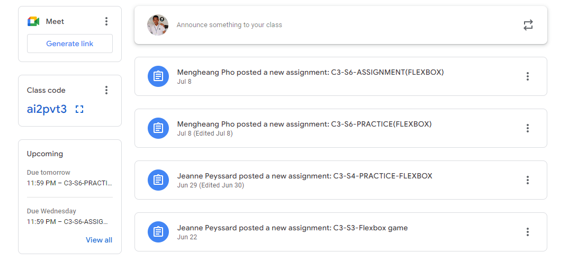 Meet
Generate link
Class code
ai2pvt3
Upcoming
Due tomorrow
11:59 PM – C3-S6-PRACTI...
Due Wednesday
11:59 PM – C3-S6-ASSIG...
View all
Announce something to your class
Mengheang Pho posted a new assignment: C3-S6-ASSIGNMENT(FLEXBOX)
Jul 8
Mengheang Pho posted a new assignment: C3-S6-PRACTICE(FLEXBOX)
Jul 8 (Edited Jul 8)
Jeanne Peyssard posted a new assignment: C3-S4-PRACTICE-FLEXBOX
Jun 29 (Edited Jun 30)
Jeanne Peyssard posted a new assignment: C3-S3-Flexbox game
Jun 22